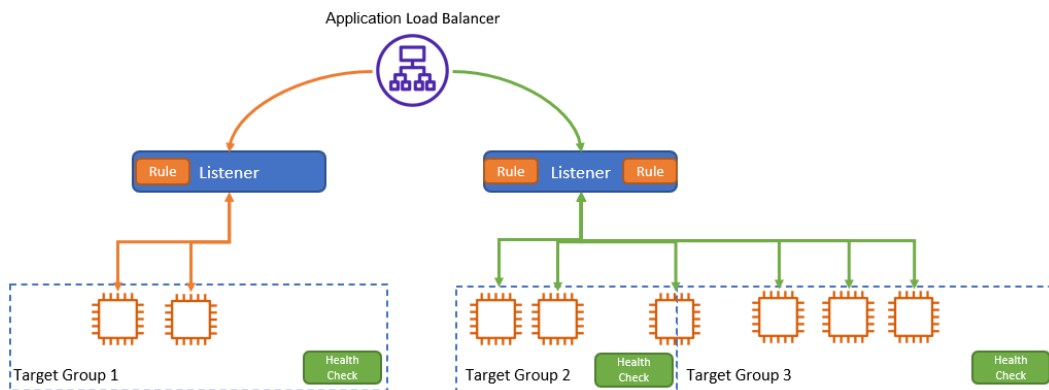 Application Load Balancer
Rule Listener
Rule Listener Rule
Target Group 1
Health
Check
Target Group 2
Health
Check
Target Group 3
Health
Check